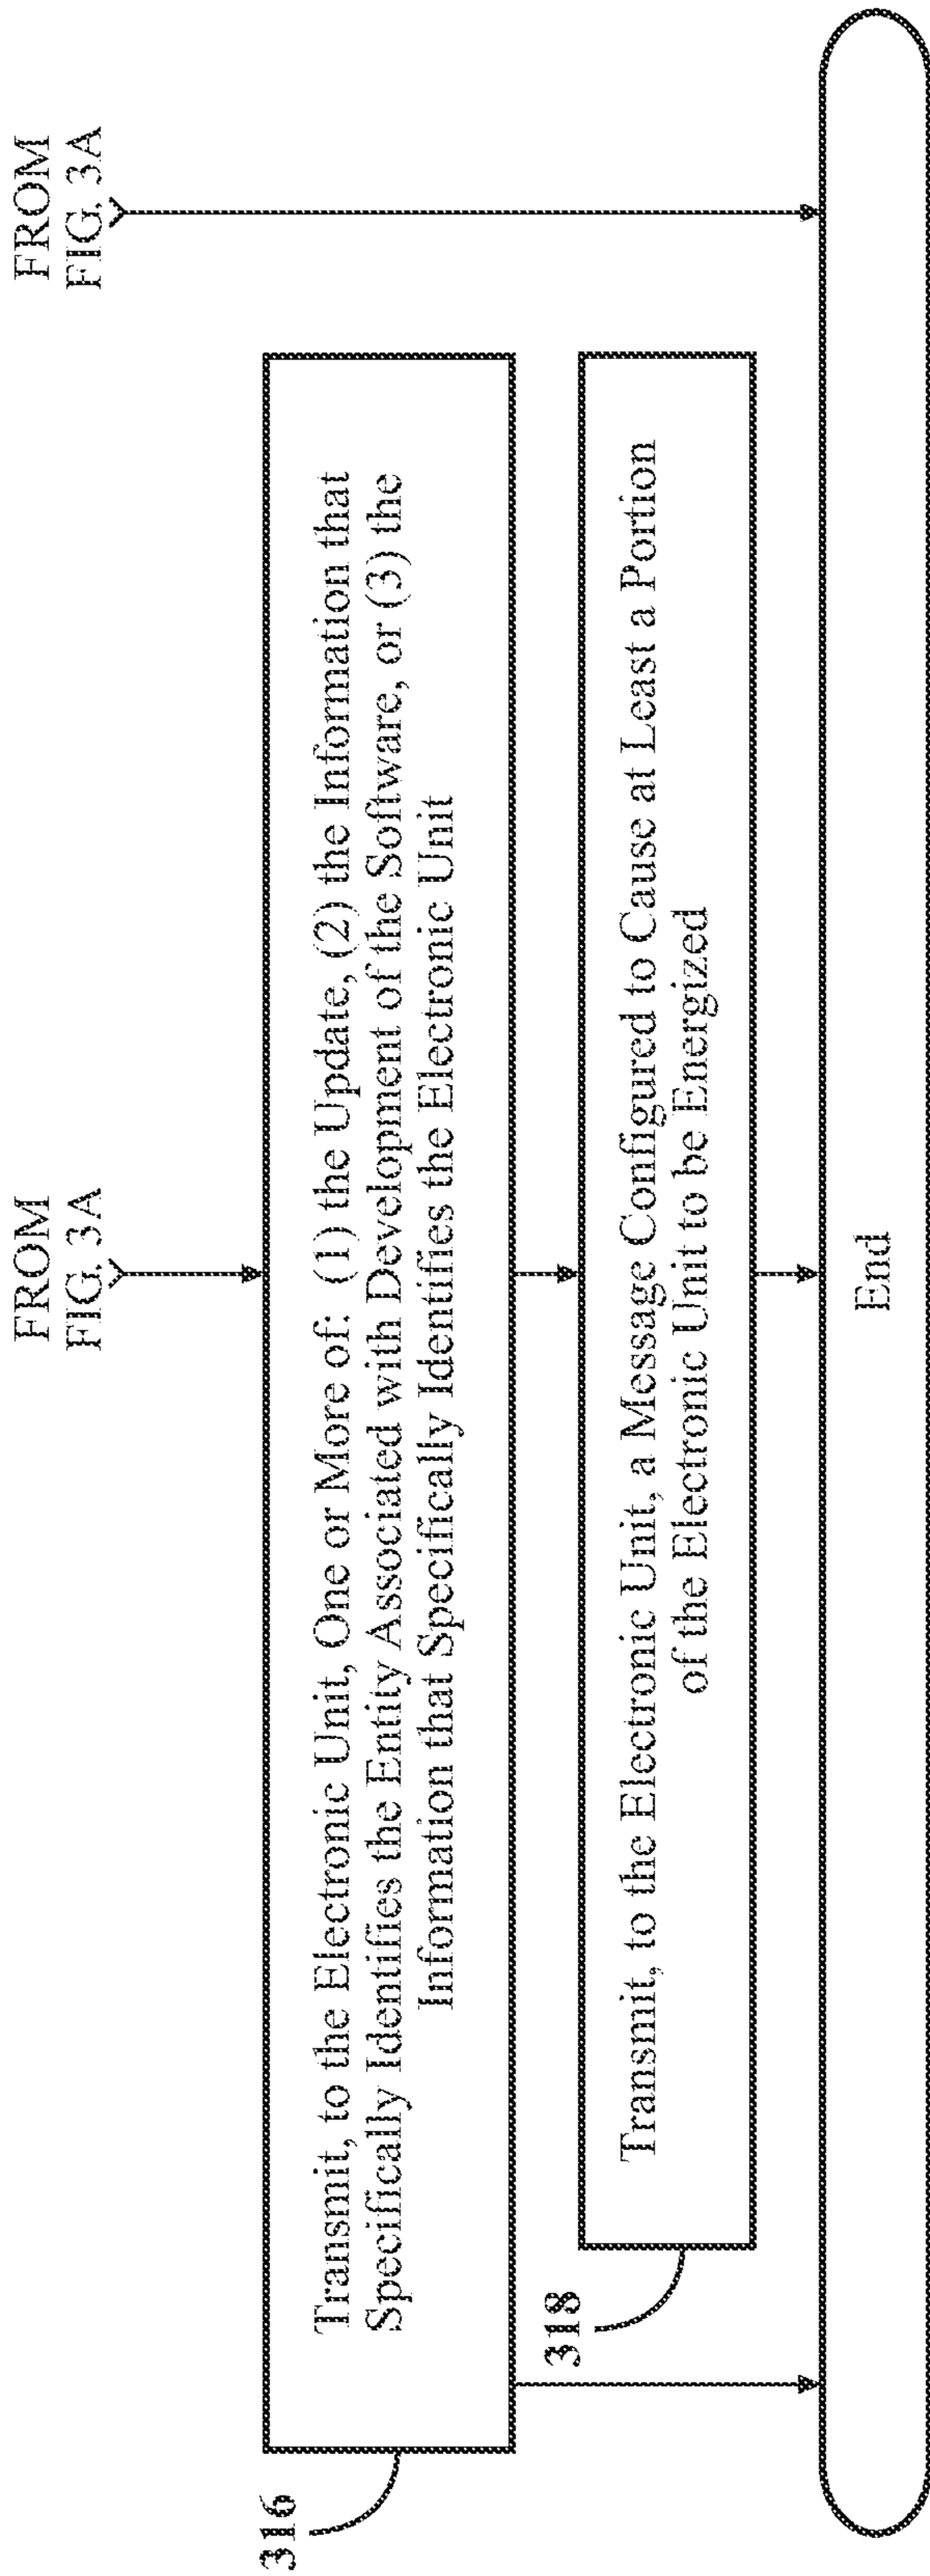 FROM
FIG. 3A
FROM
FIG. 3A
316
Transmit, to the Electronic Unit, One or More of: (1) the Update, (2) the Information that
Specifically Identifies the Entity Associated with Development of the Software, or (3) the
Information that Specifically Identifies the Electronic Unit
318
Transmit, to the Electronic Unit, a Message Configured to Cause at Least a Portion
of the Electronic Unit to be Energized
End